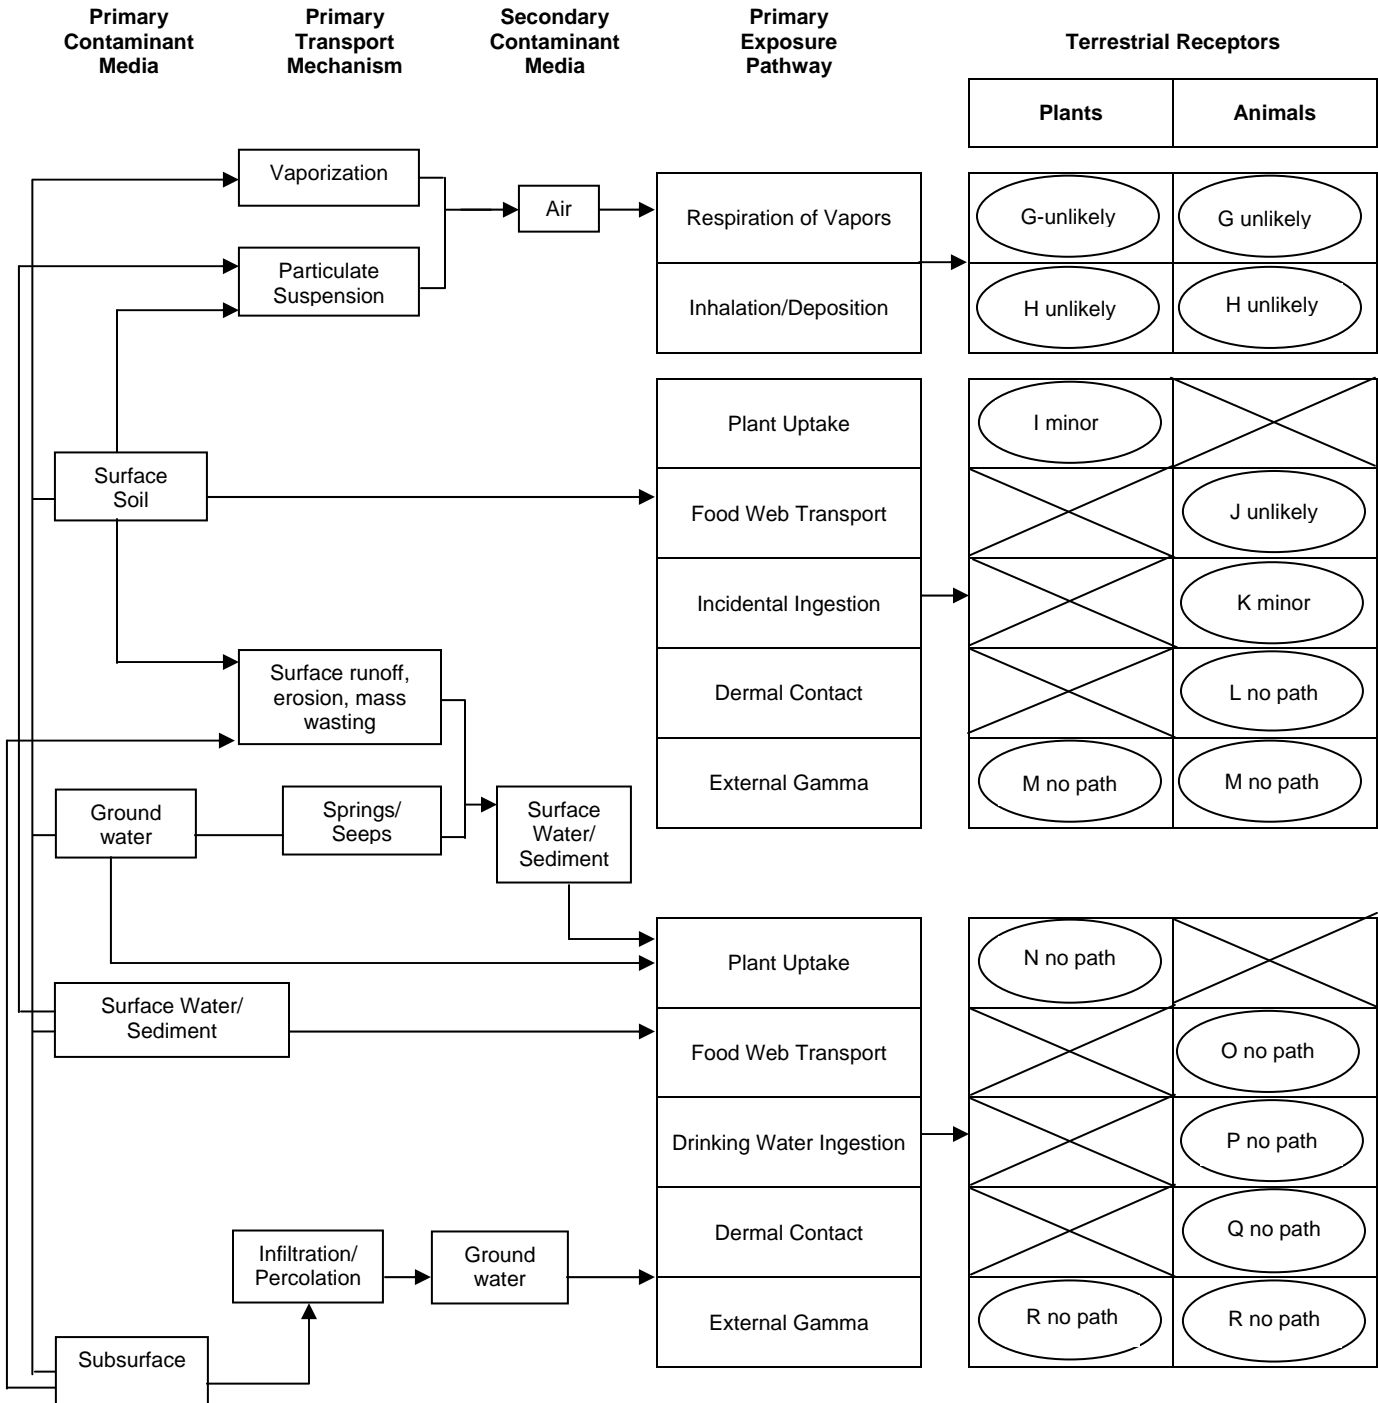 Primary
Contaminant
Media
Primary
Transport
Mechanism
Secondary
Contaminant
Media
Primary
Exposure
Pathway
Terrestrial Receptors
Plants
Animals
Vaporization
Air
Particulate
Suspension
Respiration of Vapors
G-unlikely
G unlikely
Inhalation/Deposition
H unlikely
H unlikely
Surface
Soil
Plant Uptake
I minor
Food Web Transport
J unlikely
Incidental Ingestion
K minor
Dermal Contact
L no path
External Gamma
M no path
M no path
Surface runoff,
erosion, mass
wasting
Ground
water
Springs/
Seeps
Surface
Water/
Sediment
Plant Uptake
N no path
Surface Water/
Sediment
Food Web Transport
O no path
Drinking Water Ingestion
P no path
Dermal Contact
Q no path
Infiltration/
Percolation
Ground
water
External Gamma
R no path
R no path
Subsurface